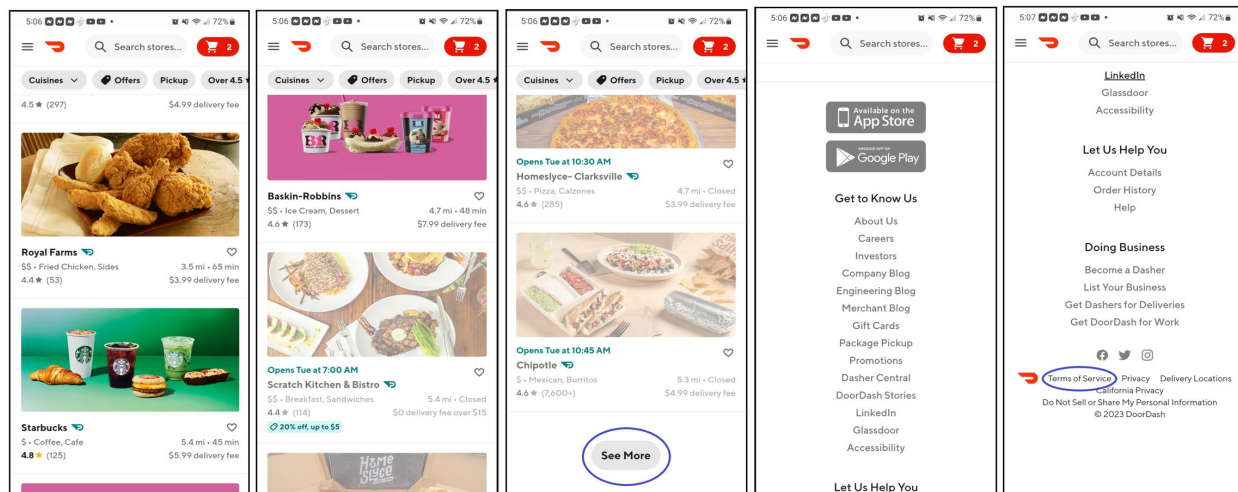 5:06
72%
Search stores...
2
Cuisines
Offers
Pickup
Over 4.5
4.5 ★ (297)
$4.99 delivery fee
Royal Farms
$$ • Fried Chicken, Sides
3.5 mi • 65 min
4.4 ★ (53)
$3.99 delivery fee
Starbucks
$ • Coffee, Cafe
5.4 mi • 45 min
4.8 ★ (125)
$5.99 delivery fee
5:06
72%
Search stores...
2
Cuisines
Offers
Pickup
Over 4.5
BR
Baskin-Robbins
$$ • Ice Cream, Dessert
4.7 mi • 48 min
4.6 ★ (173)
$7.99 delivery fee
Opens Tue at 7:00 AM
Scratch Kitchen & Bistro
$$ • Breakfast, Sandwiches
5.4 mi • Closed
4.4 ★ (114)
$0 delivery fee over $15
20% off, up to $5
HOME
SLYCE
5:06
72%
Search stores...
2
Cuisines
Offers
Pickup
Over 4.5
Opens Tue at 10:30 AM
Homeslyce- Clarksville
$$ • Pizza, Calzones
4.7 mi • Closed
4.6 ★ (285)
$3.99 delivery fee
Opens Tue at 10:45 AM
Chipotle
$ • Mexican, Burritos
5.3 mi • Closed
4.6 ★ (7,600+)
$4.99 delivery fee
See More
5:06
72%
Search stores...
2
Available on the
App Store
ANDROID APP ON
Google Play
Get to Know Us
About Us
Careers
Investors
Company Blog
Engineering Blog
Merchant Blog
Gift Cards
Package Pickup
Promotions
Dasher Central
DoorDash Stories
LinkedIn
Glassdoor
Accessibility
Let Us Help You
5:07
72%
Search stores...
2
LinkedIn
Glassdoor
Accessibility
Let Us Help You
Account Details
Order History
Help
Doing Business
Become a Dasher
List Your Business
Get Dashers for Deliveries
Get DoorDash for Work
Terms of Service Privacy Delivery Locations
California Privacy
Do Not Sell or Share My Personal Information
© 2023 DoorDash